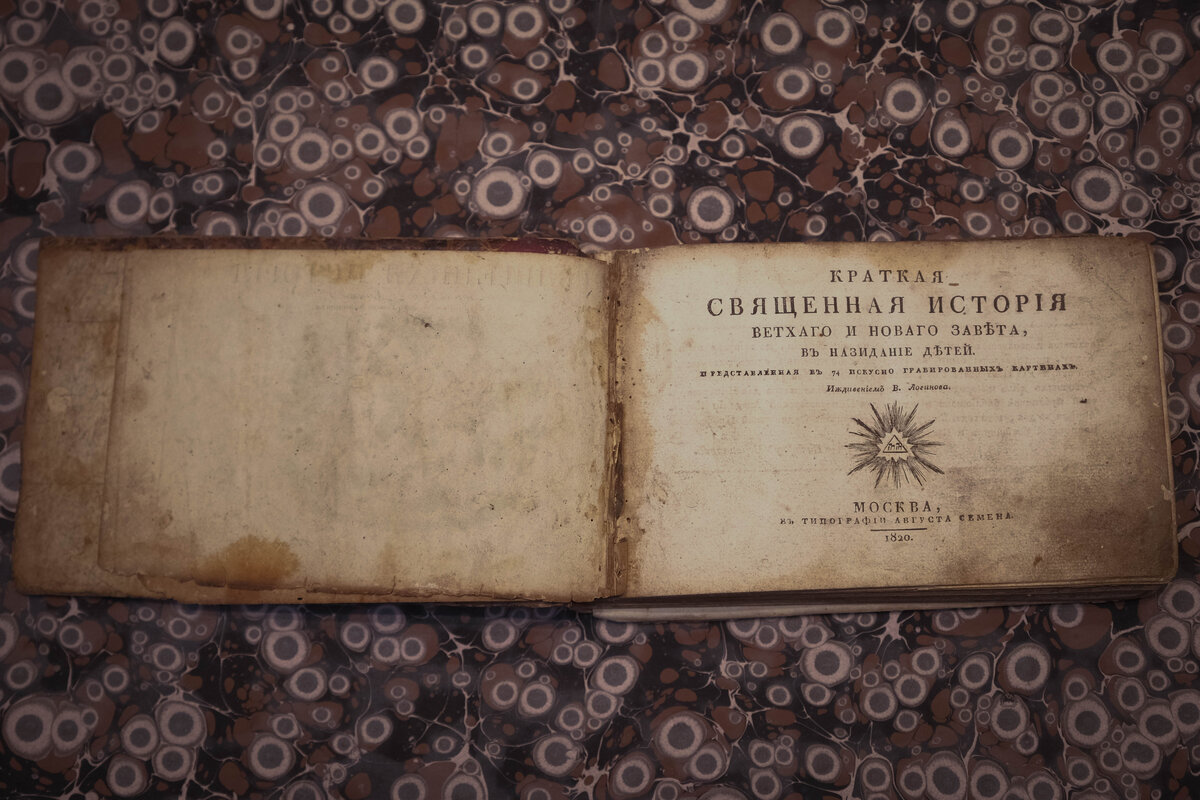 КРАТКАЯ
СВЯЩЕННАЯ ИСТОРІЯ
ВЕТХАГО И НОВАГО ЗАВѢТА,
ВЪ НАЗИДАНІЕ ДѢТЕЙ.
ПРЕДСТАВЛЕННАЯ ВЪ 74 ИСКУСНО ГРАВИРОВАННЫХЪ КАРТИНАХЪ.
Иждивеніемъ В. Логинова.
МОСКВА,
ВЪ ТИПОГРАФІИ АВГУСТА СЕМЕНА.
1820.